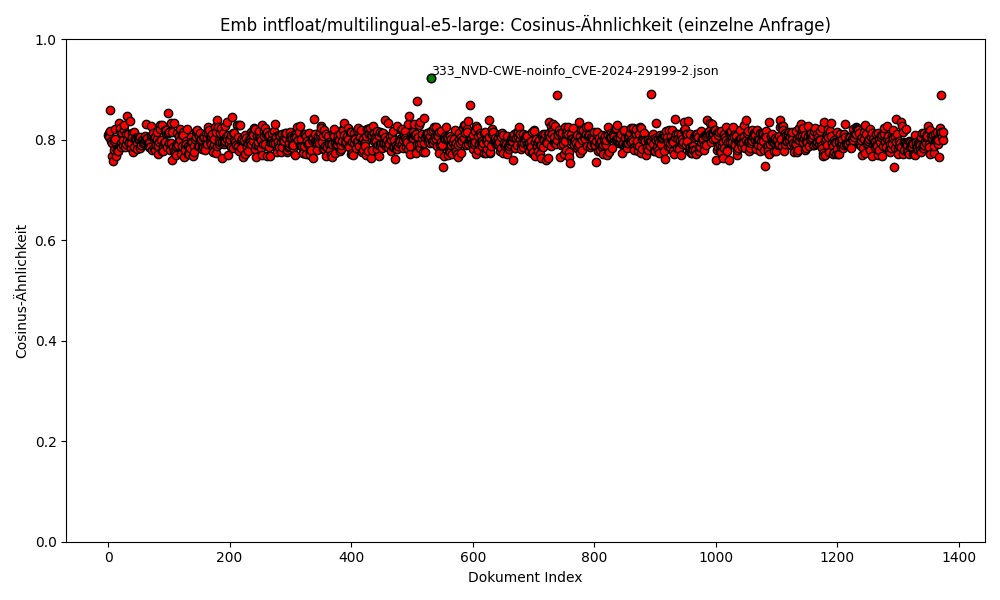 Emb intfloat/multilingual-e5-large: Cosinus-Ähnlichkeit (einzelne Anfrage)
1.0
333_NVD-CWE-noinfo_CVE-2024-29199-2.json
0.8
0.6
Cosinus-Ähnlichkeit
0.4
0.2
0.0
0 200 400 600 800 1000 1200 1400
Dokument Index